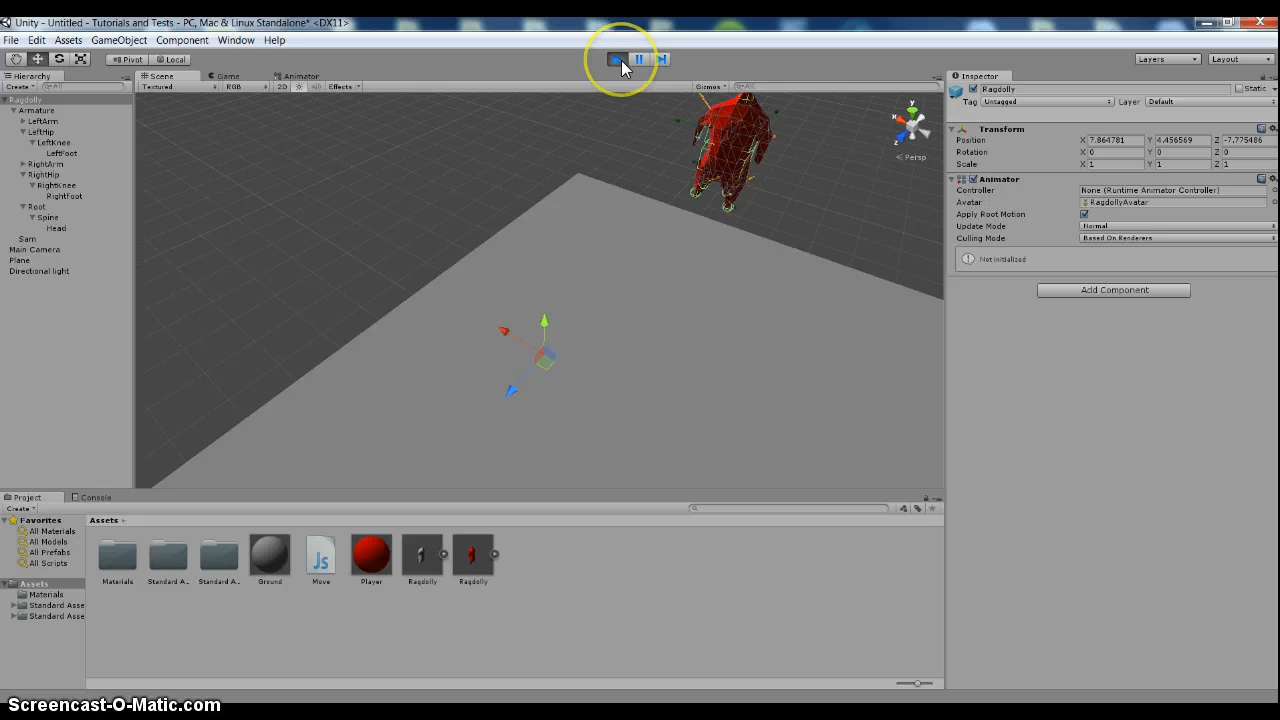 Unity - Untitled - Tutorials and Tests - PC, Mac & Linux Standalone* <DX11>
File Edit Assets GameObject Component Window Help
Pivot Local Layers Layout
Hierarchy Scene Game Animator Inspector
Create All Textured RGB 2D Effects Gizmos All
Ragdolly
Armature
LeftArm
LeftHip
LeftKnee
LeftFoot
RightArm
RightHip
RightKnee
RightFoot
Root
Spine
Head
Sam
Main Camera
Plane
Directional light
y
x
z
Persp
Ragdolly Static
Tag Untagged Layer Default
Transform
Position X 7.864781 Y 4.456569 Z -7.775486
Rotation X 0 Y 0 Z 0
Scale X 1 Y 1 Z 1
Animator
Controller None (Runtime Animator Controller)
Avatar RagdollyAvatar
Apply Root Motion
Update Mode Normal
Culling Mode Based On Renderers
Not Initialized
Add Component
Project Console
Create
Favorites
All Materials
All Models
All Prefabs
All Scripts
Assets
Materials
Standard Asse
Standard Asse
Assets
Js
Materials Standard A... Standard A... Ground Move Player Ragdolly Ragdolly
Screencast-O-Matic.com